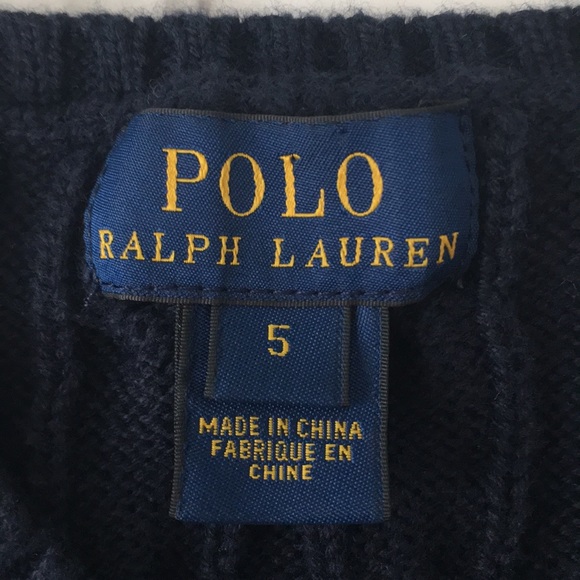 POLO
RALPH LAUREN
5
MADE IN CHINA
FABRIQUE EN
CHINE